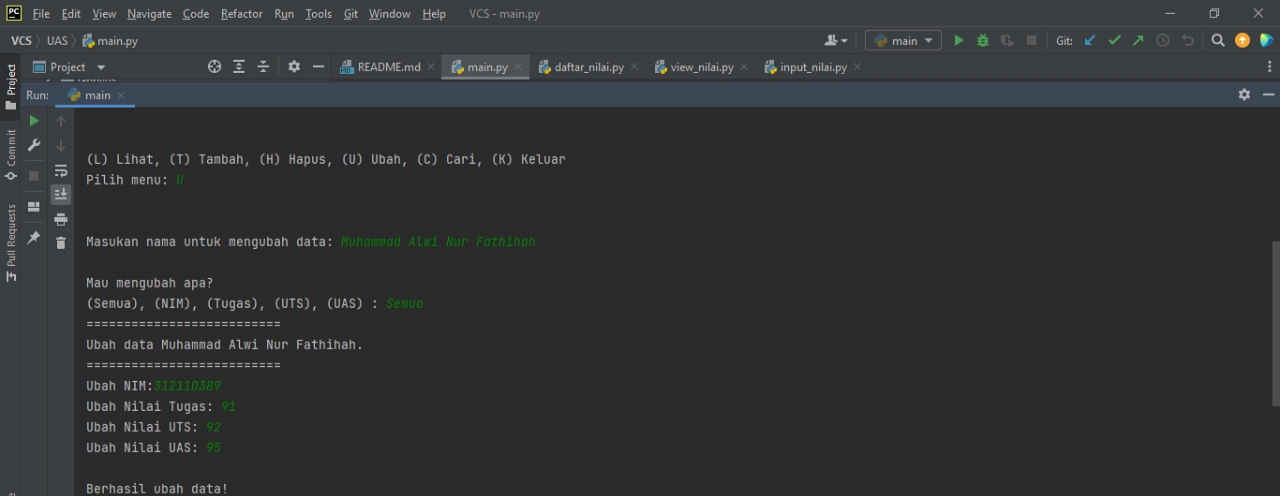 PC File Edit View Navigate Code Refactor Run Tools Git Window Help VCS - main.py
VCS UAS main.py main Git:
Project README.md main.py daftar_nilai.py view_nilai.py input_nilai.py
Run: main
Project
Commit
Pull Requests
(L) Lihat, (T) Tambah, (H) Hapus, (U) Ubah, (C) Cari, (K) Keluar
Pilih menu: U
Masukan nama untuk mengubah data: Muhammad Alwi Nur Fathihah
Mau mengubah apa?
(Semua), (NIM), (Tugas), (UTS), (UAS) : Semua
==========================
Ubah data Muhammad Alwi Nur Fathihah.
==========================
Ubah NIM:312110389
Ubah Nilai Tugas: 91
Ubah Nilai UTS: 92
Ubah Nilai UAS: 95
Berhasil ubah data!